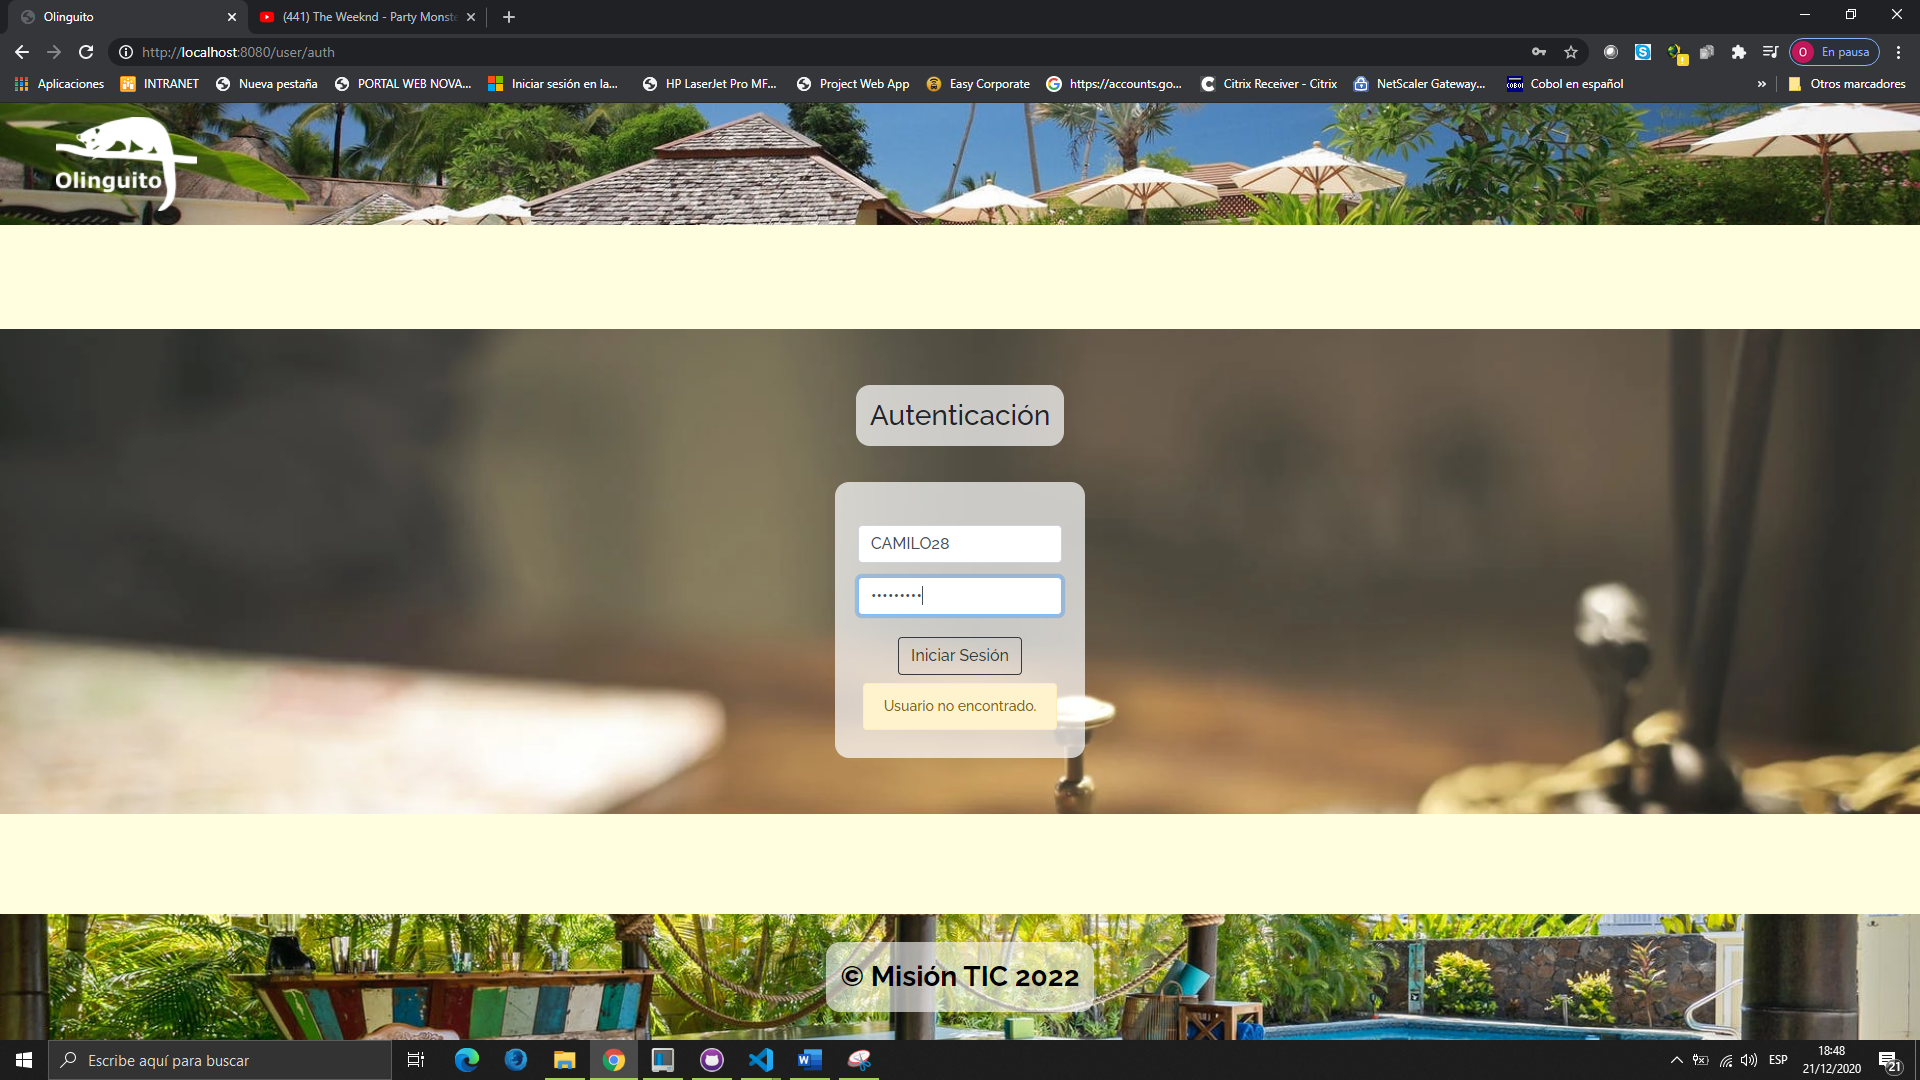 Olinguito
(441) The Weeknd - Party Monste
http://localhost:8080/user/auth
O
En pausa
Aplicaciones
INTRANET
Nueva pestaña
PORTAL WEB NOVA...
Iniciar sesión en la...
HP LaserJet Pro MF...
Project Web App
Easy Corporate
https://accounts.go...
Citrix Receiver - Citrix
NetScaler Gateway...
Cobol en español
»
Otros marcadores
Olinguito
Autenticación
CAMILO28
•••••••••
Iniciar Sesión
Usuario no encontrado.
© Misión TIC 2022
Escribe aquí para buscar
ESP
18:48
21/12/2020
21